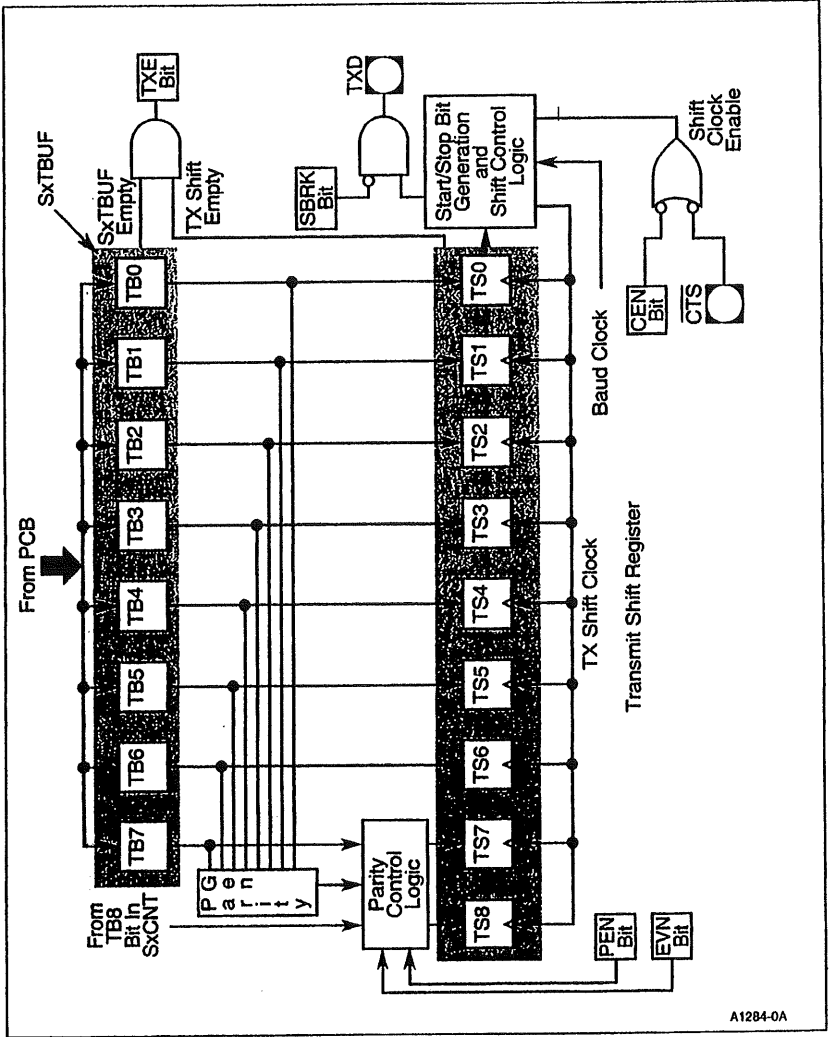 From PCB
SxTBUF
From
TB8
Bit In
SxCNT
TB7
TB6
TB5
TB4
TB3
TB2
TB1
TB0
SxTBUF
Empty
TX Shift
Empty
TXE
Bit
P G
a e
r n
i
t
y
Parity
Control
Logic
SBRK
Bit
TXD
TS8
TS7
TS6
TS5
TS4
TS3
TS2
TS1
TS0
Start/Stop Bit
Generation
and
Shift Control
Logic
PEN
Bit
EVN
Bit
TX Shift Clock
Transmit Shift Register
Baud Clock
CEN
Bit
C̅T̅S̅
Shift
Clock
Enable
A1284-0A